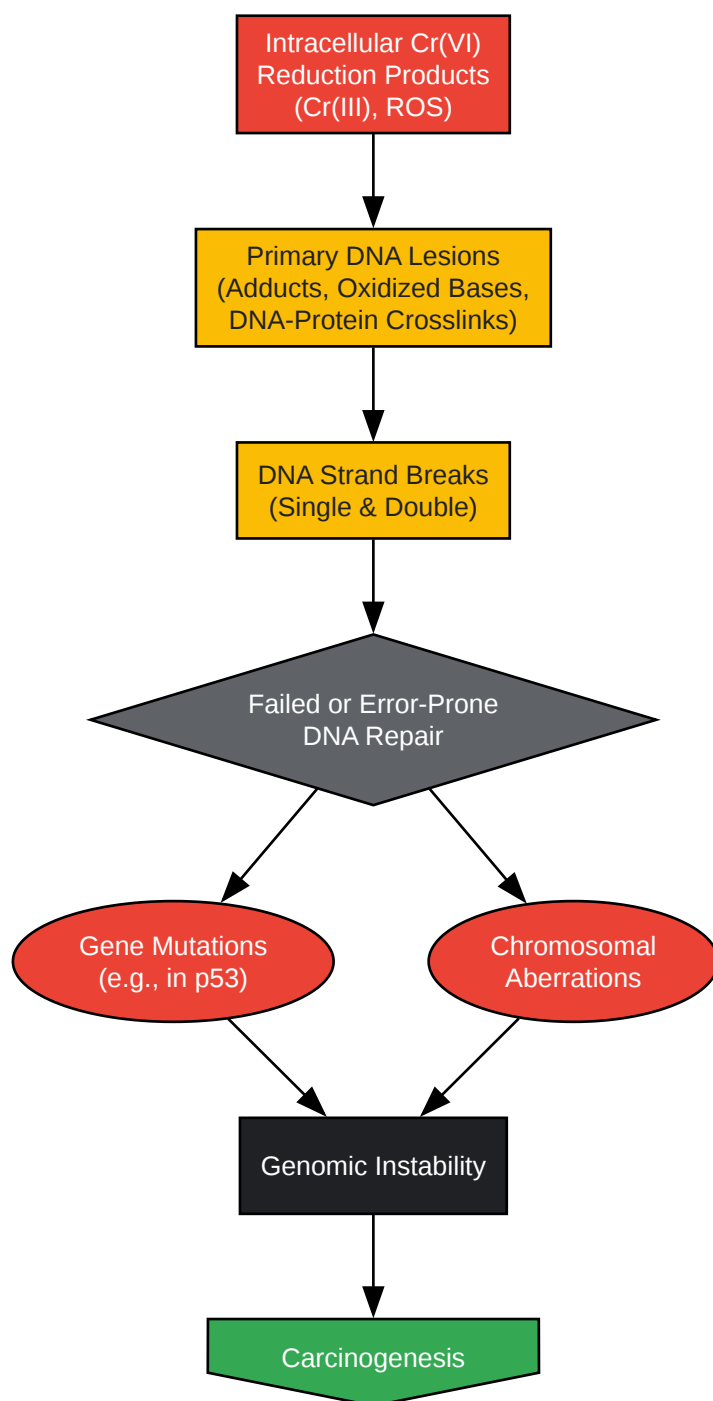 Intracellular Cr(VI)
Reduction Products
(Cr(III), ROS)
Primary DNA Lesions
(Adducts, Oxidized Bases,
DNA-Protein Crosslinks)
DNA Strand Breaks
(Single & Double)
Failed or Error-Prone
DNA Repair
Gene Mutations
(e.g., in p53)
Chromosomal
Aberrations
Genomic Instability
Carcinogenesis